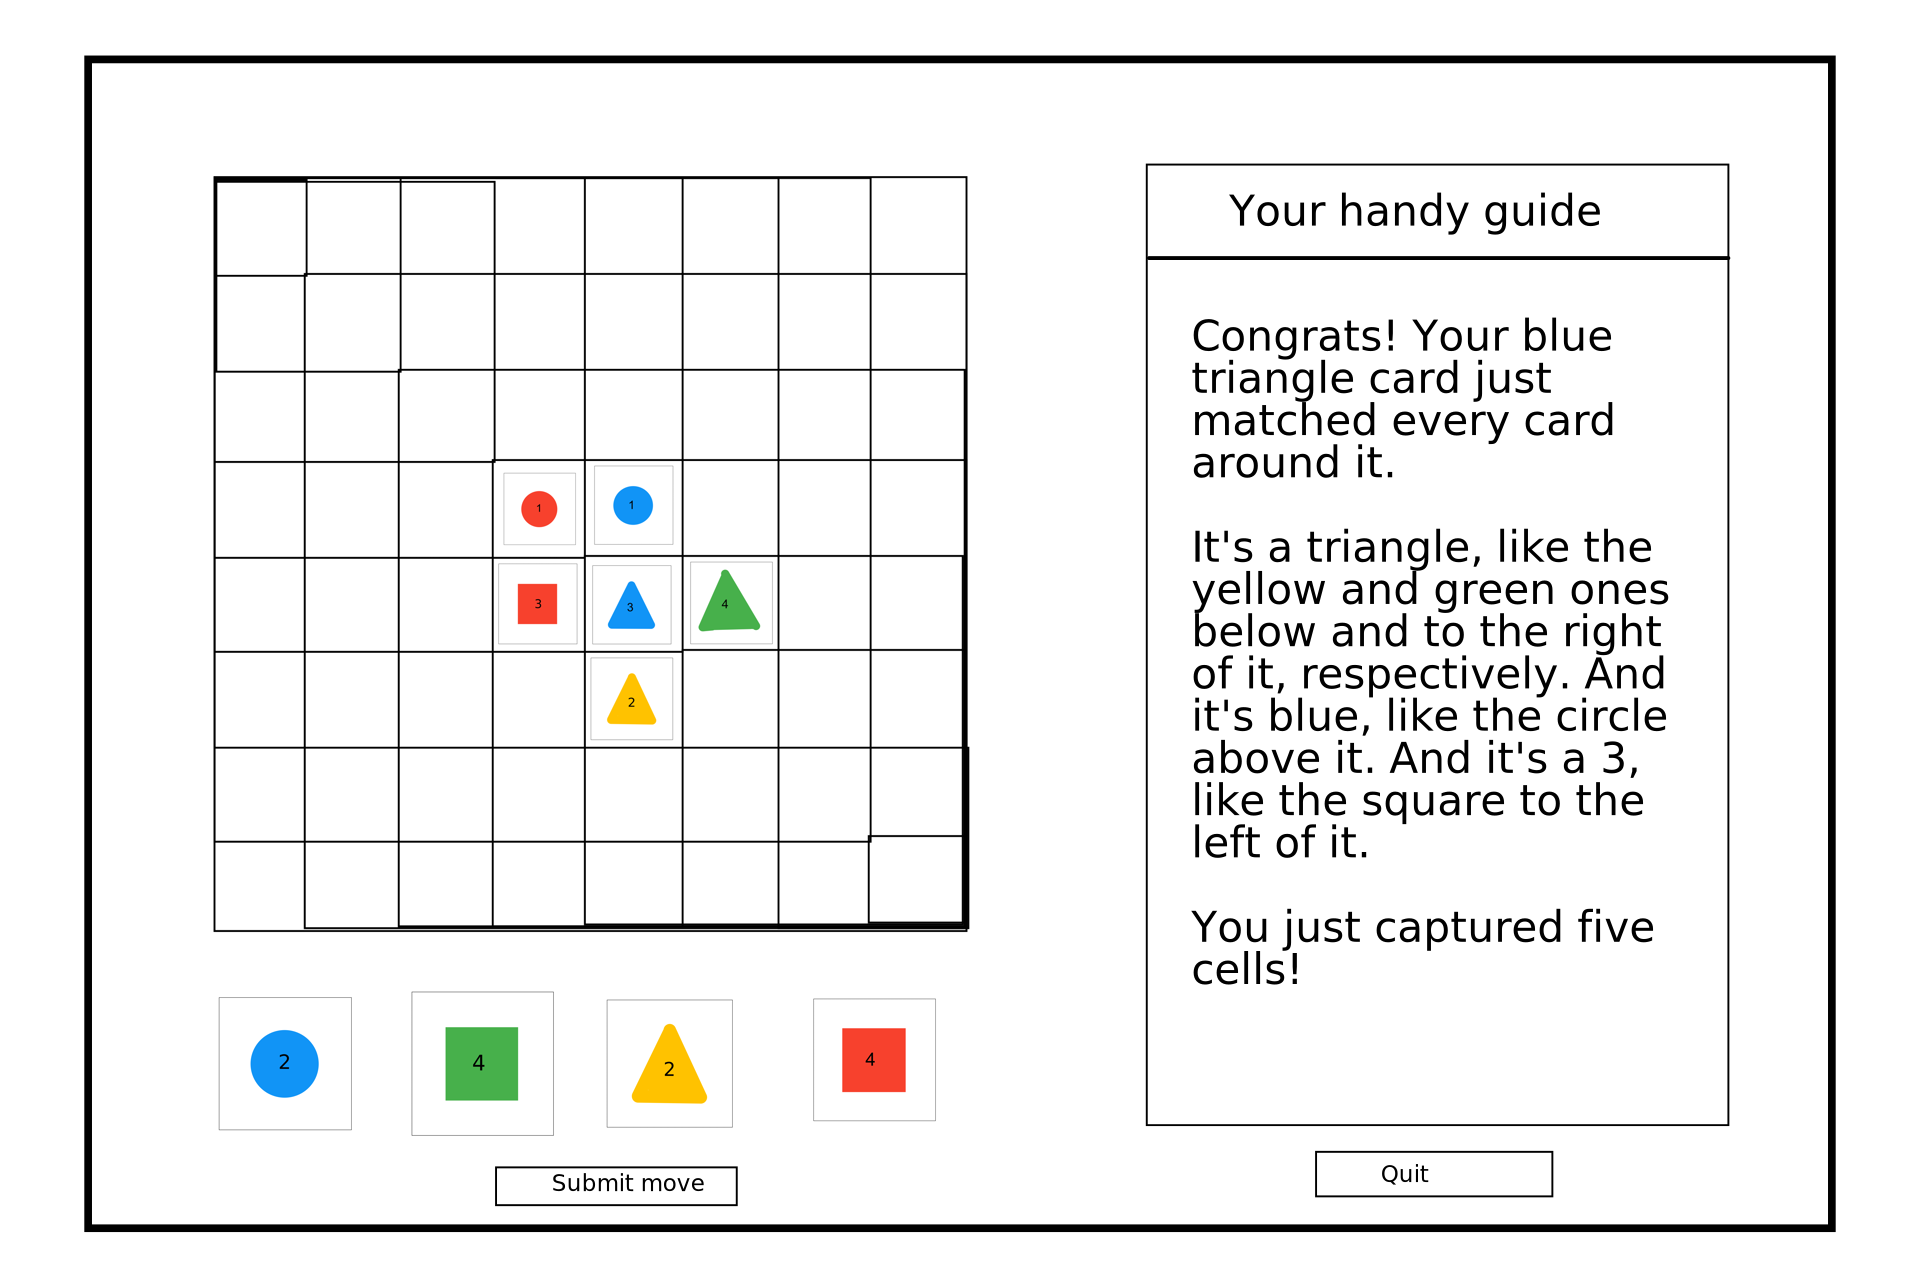 Your handy guide
Congrats! Your blue
triangle card just
matched every card
around it.
It's a triangle, like the
yellow and green ones
below and to the right
of it, respectively. And
it's blue, like the circle
above it. And it's a 3,
like the square to the
left of it.
You just captured five
cells!
1
1
3
3
4
2
2
4
2
4
Submit move
Quit